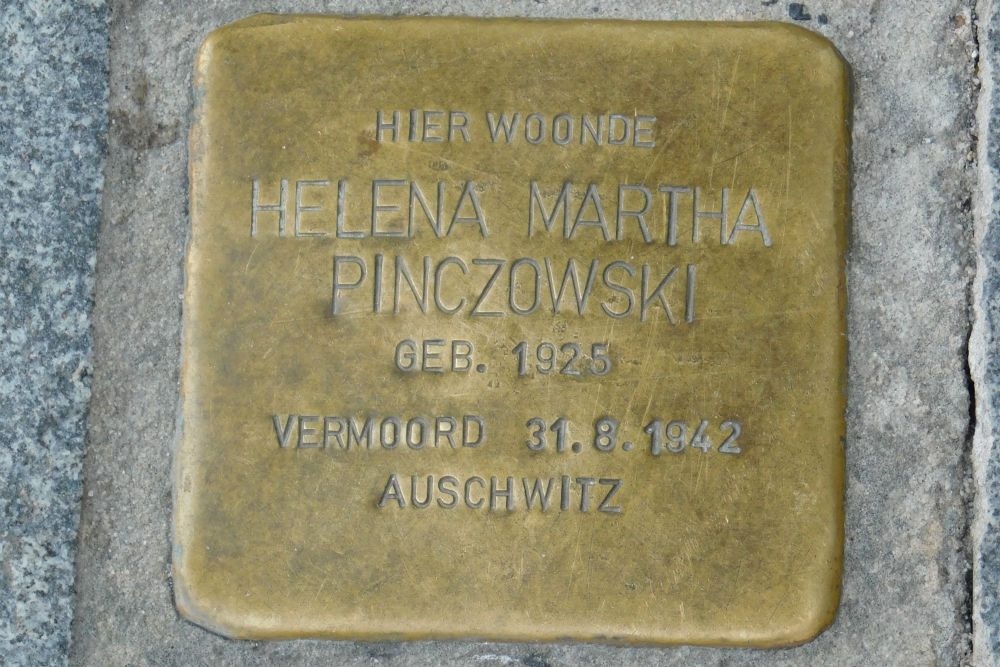 HIER WOONDE
HELENA MARTHA
PINCZOWSKI
GEB. 1925
VERMOORD 31.8.1942
AUSCHWITZ